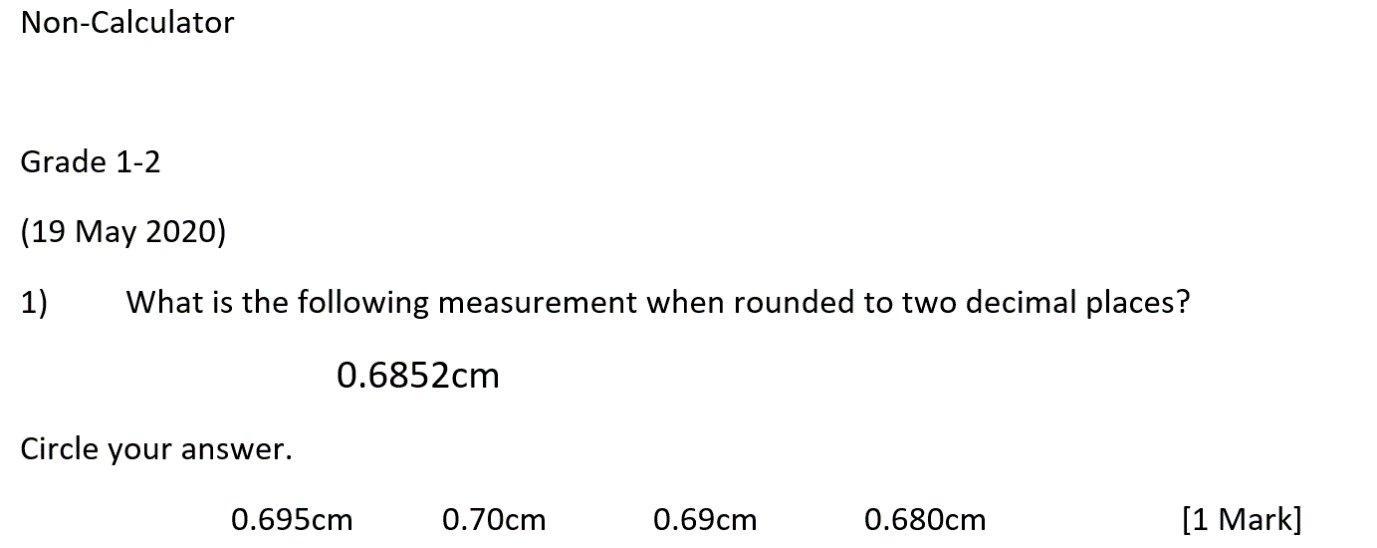 Non-Calculator
Grade 1-2
(19 May 2020)
1) What is the following measurement when rounded to two decimal places?
0.6852cm
Circle your answer.
0.695cm 0.70cm 0.69cm 0.680cm [1 Mark]